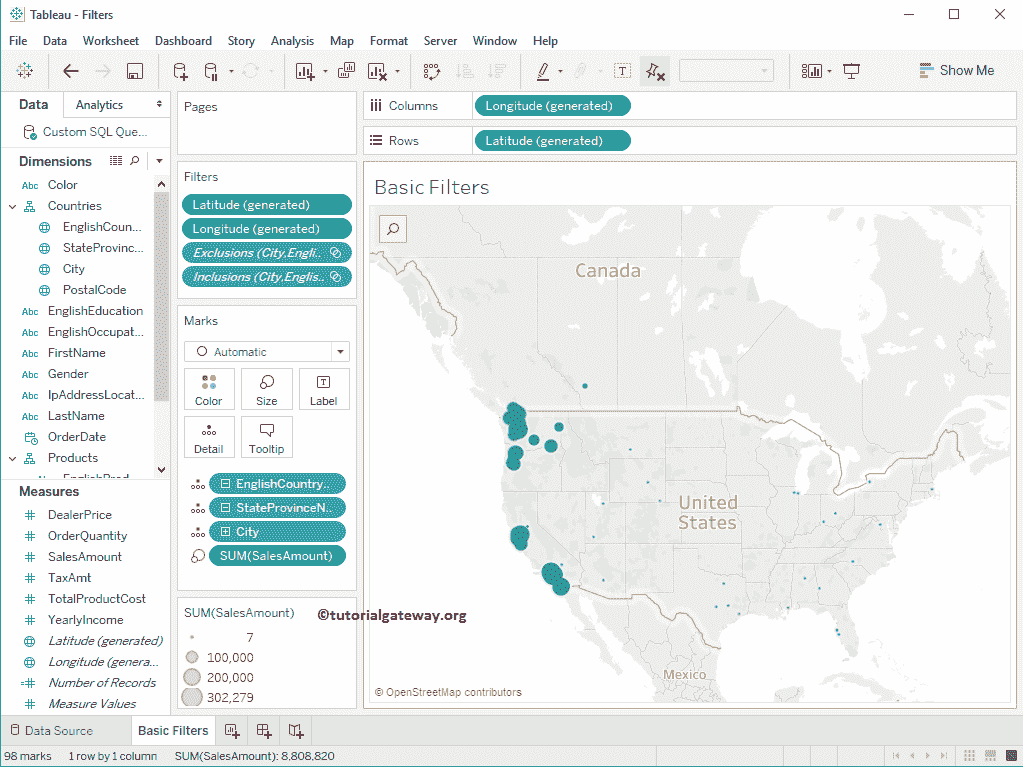 Tableau - Filters
File Data Worksheet Dashboard Story Analysis Map Format Server Window Help
Show Me
Data Analytics
Custom SQL Que...
Dimensions
Abc Color
Countries
EnglishCoun...
StateProvinc...
City
PostalCode
Abc EnglishEducation
Abc EnglishOccupat...
Abc FirstName
Abc Gender
Abc IpAddressLocat...
Abc LastName
OrderDate
Products
Measures
DealerPrice
OrderQuantity
SalesAmount
TaxAmt
TotalProductCost
YearlyIncome
Latitude (generated)
Longitude (genera...
Number of Records
Measure Values
Pages
Filters
Latitude (generated)
Longitude (generated)
Exclusions (City,Engli..
Inclusions (City,Englis..
Marks
Automatic
Color Size Label
Detail Tooltip
EnglishCountry..
StateProvinceN..
City
SUM(SalesAmount)
SUM(SalesAmount)
7
100,000
200,000
302,279
Columns Longitude (generated)
Rows Latitude (generated)
Basic Filters
Canada
United
States
Mexico
©tutorialgateway.org
© OpenStreetMap contributors
Data Source Basic Filters
98 marks 1 row by 1 column SUM(SalesAmount): 8,808,820